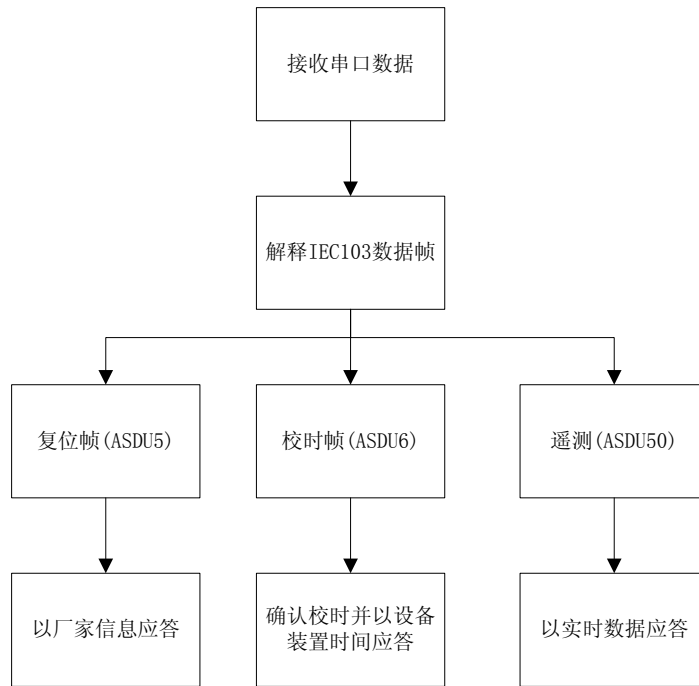 接收串口数据
解释IEC103数据帧
复位帧(ASDU5)
校时帧(ASDU6)
遥测(ASDU50)
以厂家信息应答
确认校时并以设备
装置时间应答
以实时数据应答